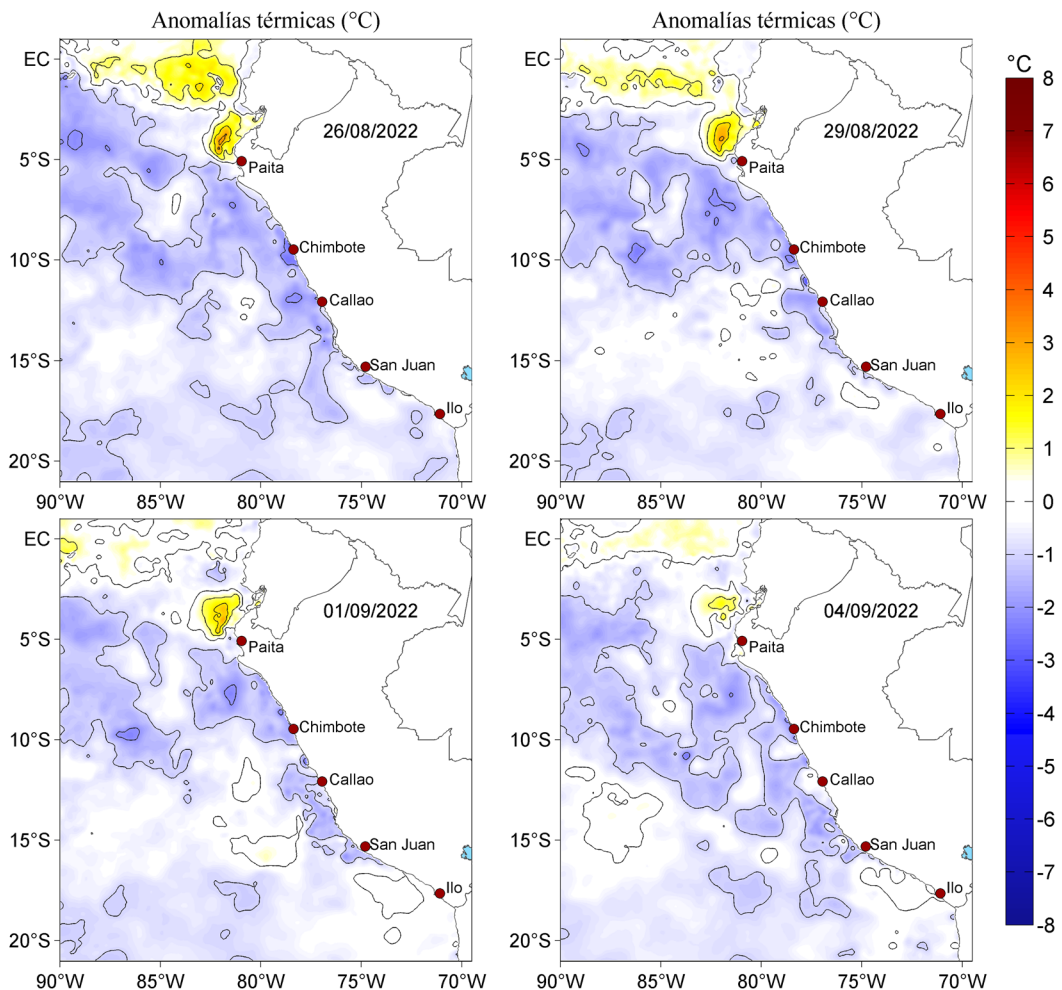 Anomalías térmicas (°C)
Anomalías térmicas (°C)
°C
EC
5°S
10°S
15°S
20°S
90°W
85°W
80°W
75°W
70°W
26/08/2022
Paita
Chimbote
Callao
San Juan
Ilo
EC
5°S
10°S
15°S
20°S
90°W
85°W
80°W
75°W
70°W
29/08/2022
Paita
Chimbote
Callao
San Juan
Ilo
EC
5°S
10°S
15°S
20°S
90°W
85°W
80°W
75°W
70°W
01/09/2022
Paita
Chimbote
Callao
San Juan
Ilo
EC
5°S
10°S
15°S
20°S
90°W
85°W
80°W
75°W
70°W
04/09/2022
Paita
Chimbote
Callao
San Juan
Ilo
8
7
6
5
4
3
2
1
0
-1
-2
-3
-4
-5
-6
-7
-8